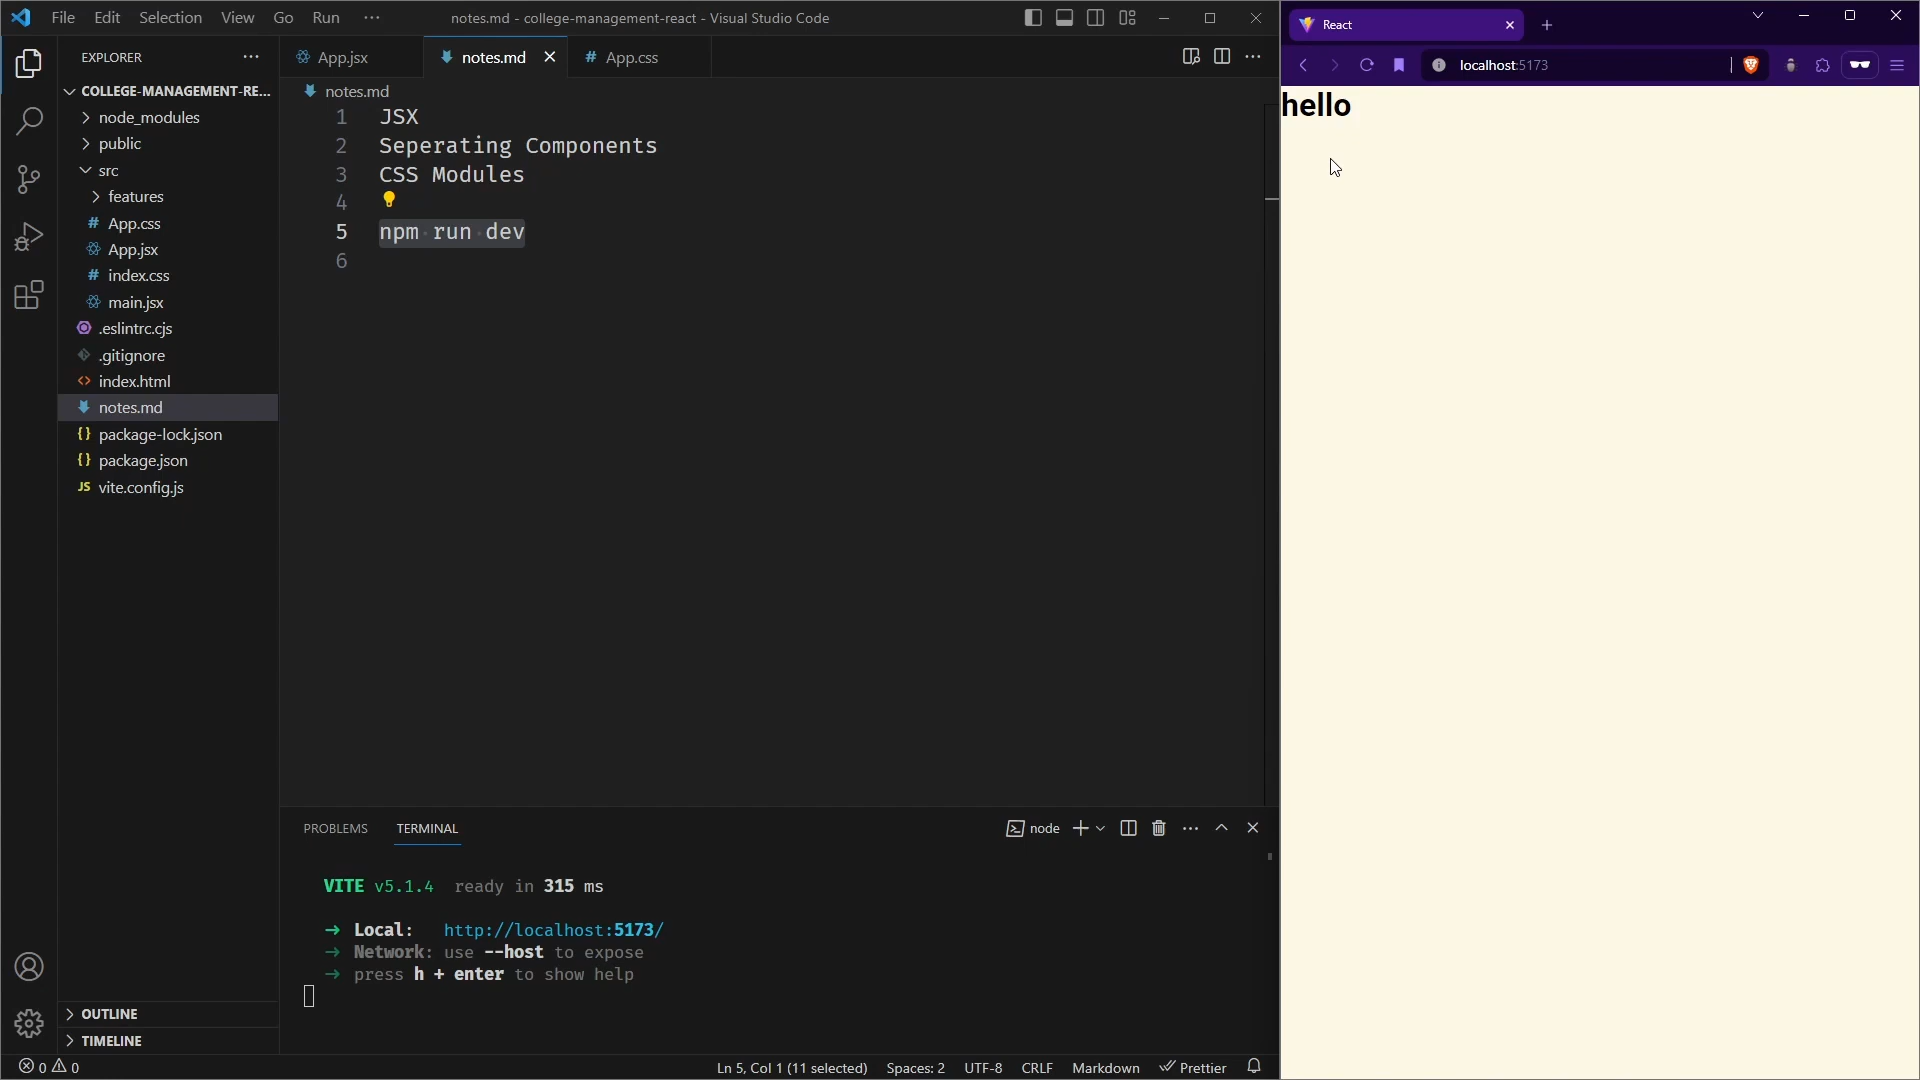 File Edit Selection View Go Run ···
notes.md - college-management-react - Visual Studio Code
EXPLORER ···
COLLEGE-MANAGEMENT-RE...
node_modules
public
src
features
# App.css
App.jsx
# index.css
main.jsx
.eslintrc.cjs
.gitignore
<> index.html
notes.md
{} package-lock.json
{} package.json
JS vite.config.js
OUTLINE
TIMELINE
App.jsx
notes.md
# App.css
notes.md
1 JSX
2 Seperating Components
3 CSS Modules
4
5 npm·run·dev
6
PROBLEMS TERMINAL
node
VITE v5.1.4 ready in 315 ms
➜ Local: http://localhost:5173/
➜ Network: use --host to expose
➜ press h + enter to show help
0 0
Ln 5, Col 1 (11 selected) Spaces: 2 UTF-8 CRLF Markdown Prettier
React
localhost:5173
hello